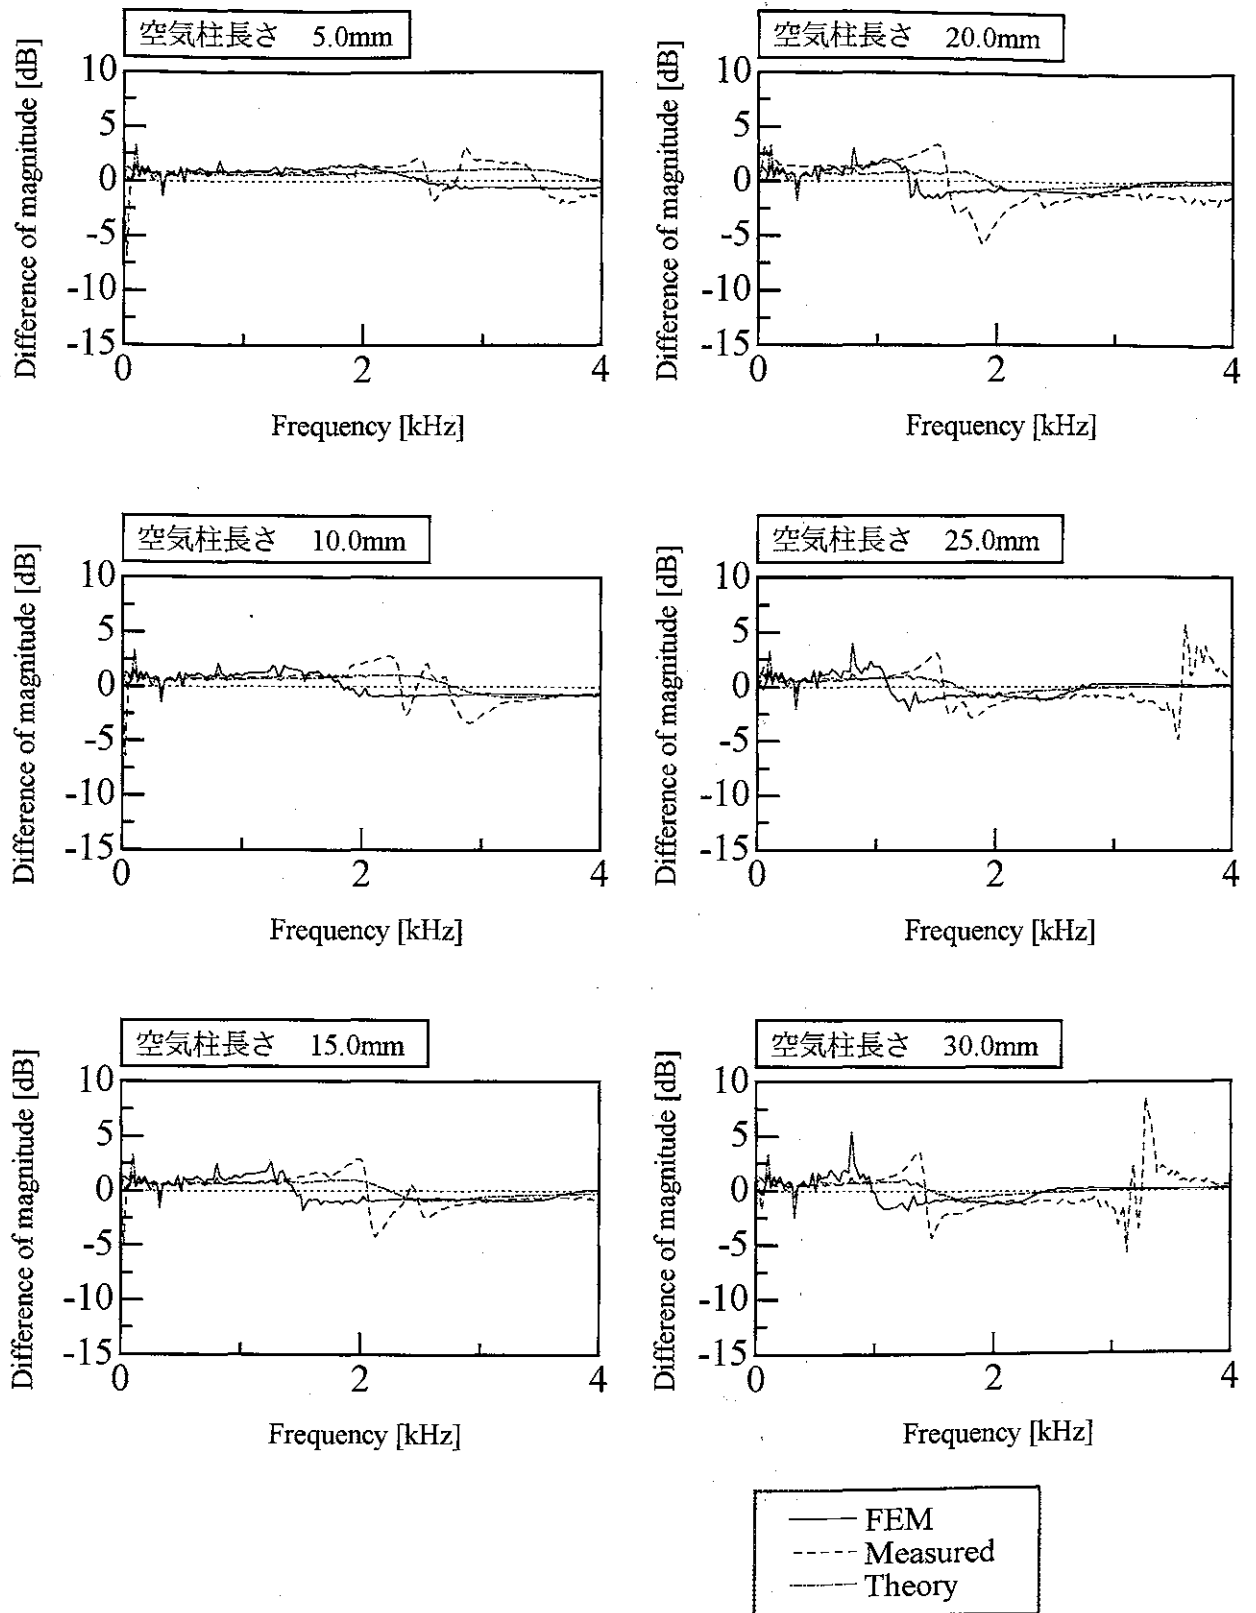 空気柱長さ 5.0mm
Difference of magnitude [dB]
10
5
0
-5
-10
-15
0
2
4
Frequency [kHz]
空気柱長さ 20.0mm
Difference of magnitude [dB]
10
5
0
-5
-10
-15
0
2
4
Frequency [kHz]
空気柱長さ 10.0mm
Difference of magnitude [dB]
10
5
0
-5
-10
-15
0
2
4
Frequency [kHz]
空気柱長さ 25.0mm
Difference of magnitude [dB]
10
5
0
-5
-10
-15
0
2
4
Frequency [kHz]
空気柱長さ 15.0mm
Difference of magnitude [dB]
10
5
0
-5
-10
-15
0
2
4
Frequency [kHz]
空気柱長さ 30.0mm
Difference of magnitude [dB]
10
5
0
-5
-10
-15
0
2
4
Frequency [kHz]
FEM
Measured
Theory